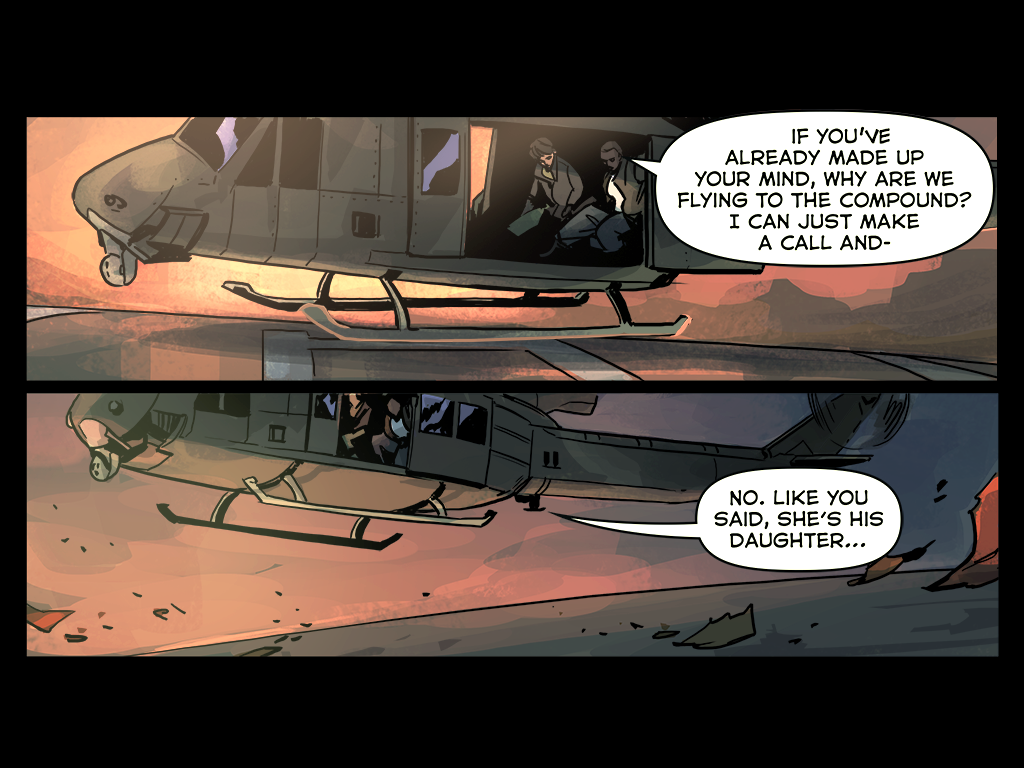 IF YOU'VE
ALREADY MADE UP
YOUR MIND, WHY ARE WE
FLYING TO THE COMPOUND?
I CAN JUST MAKE
A CALL AND-
NO. LIKE YOU
SAID, SHE'S HIS
DAUGHTER...